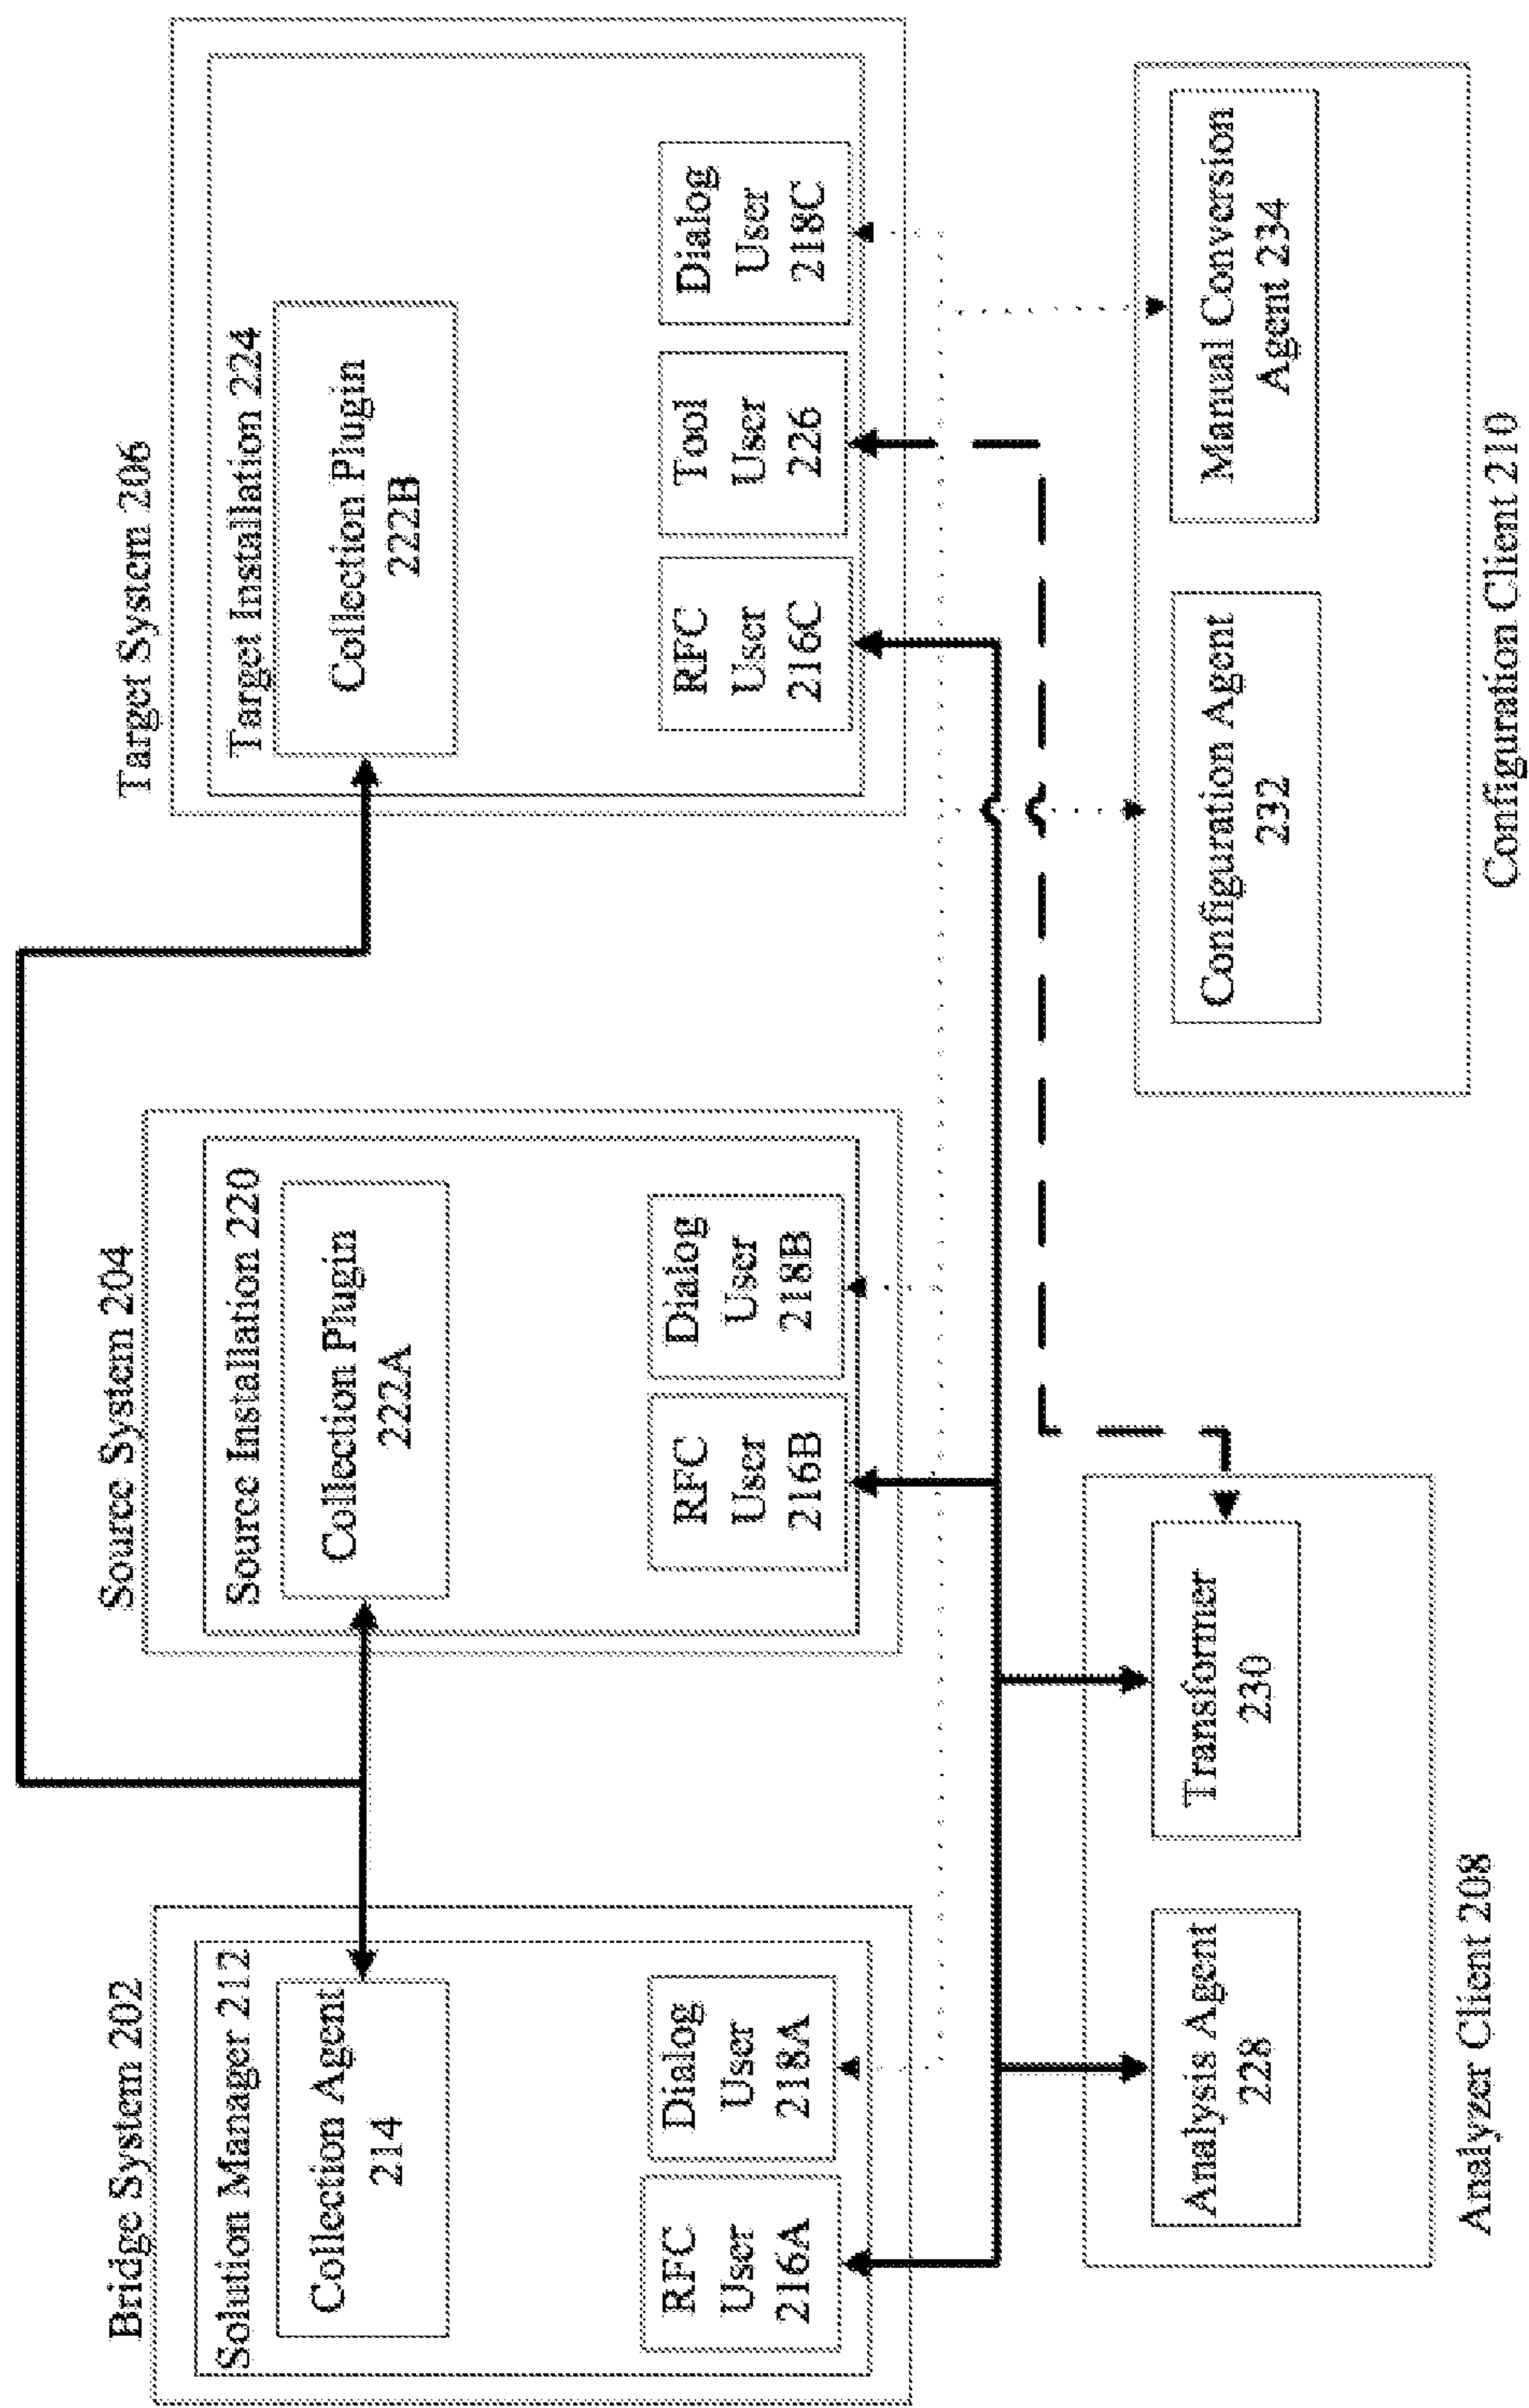 Bridge System 202
Solution Manager 212
Collection Agent
214
RFC
User
216A
Dialog
User
218A
Source System 204
Source Installation 220
Collection Plugin
222A
RFC
User
216B
Dialog
User
218B
Target System 206
Target Installation 224
Collection Plugin
222B
RFC
User
216C
Tool
User
226
Dialog
User
218C
Analysis Agent
228
Transformer
230
Analyzer Client 208
Configuration Agent
232
Manual Conversion
Agent 234
Configuration Client 210